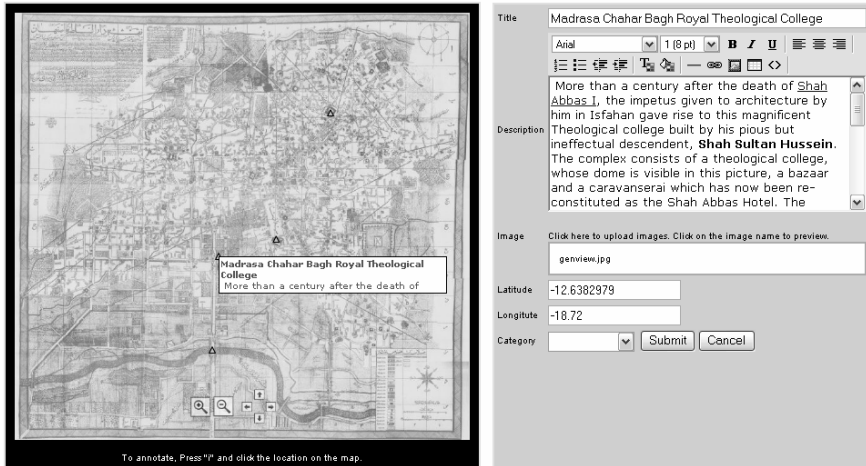 Madrasa Chahar Bagh Royal Theological
College
More than a century after the death of
To annotate, Press "i" and click the location on the map.
Title
Madrasa Chahar Bagh Royal Theological College
Arial
1 (8 pt)
B I U
Description
More than a century after the death of Shah
Abbas I, the impetus given to architecture by
him in Isfahan gave rise to this magnificent
Theological college built by his pious but
ineffectual descendent, Shah Sultan Hussein.
The complex consists of a theological college,
whose dome is visible in this picture, a bazaar
and a caravanserai which has now been re-
constituted as the Shah Abbas Hotel. The
Image
Click here to upload images. Click on the image name to preview.
genview.jpg
Latitude
-12.6382979
Longitute
-18.72
Category
Submit
Cancel